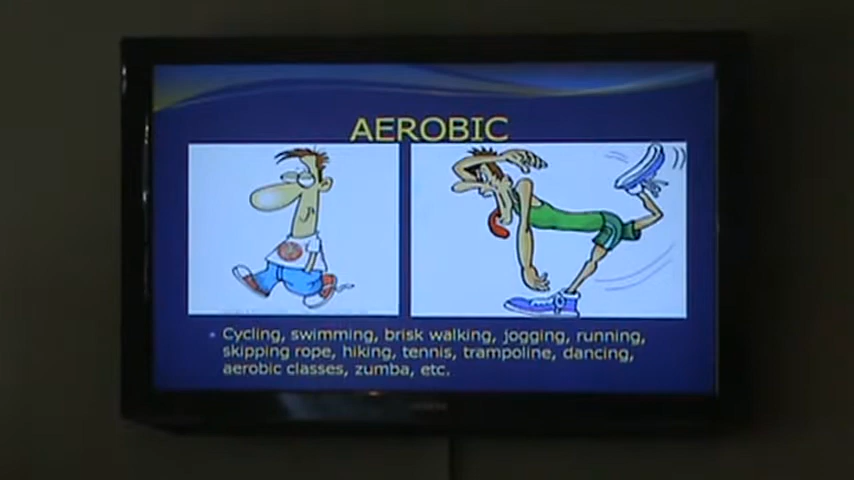 AEROBIC
Cycling, swimming, brisk walking, jogging, running,
skipping rope, hiking, tennis, trampoline, dancing,
aerobic classes, zumba, etc.